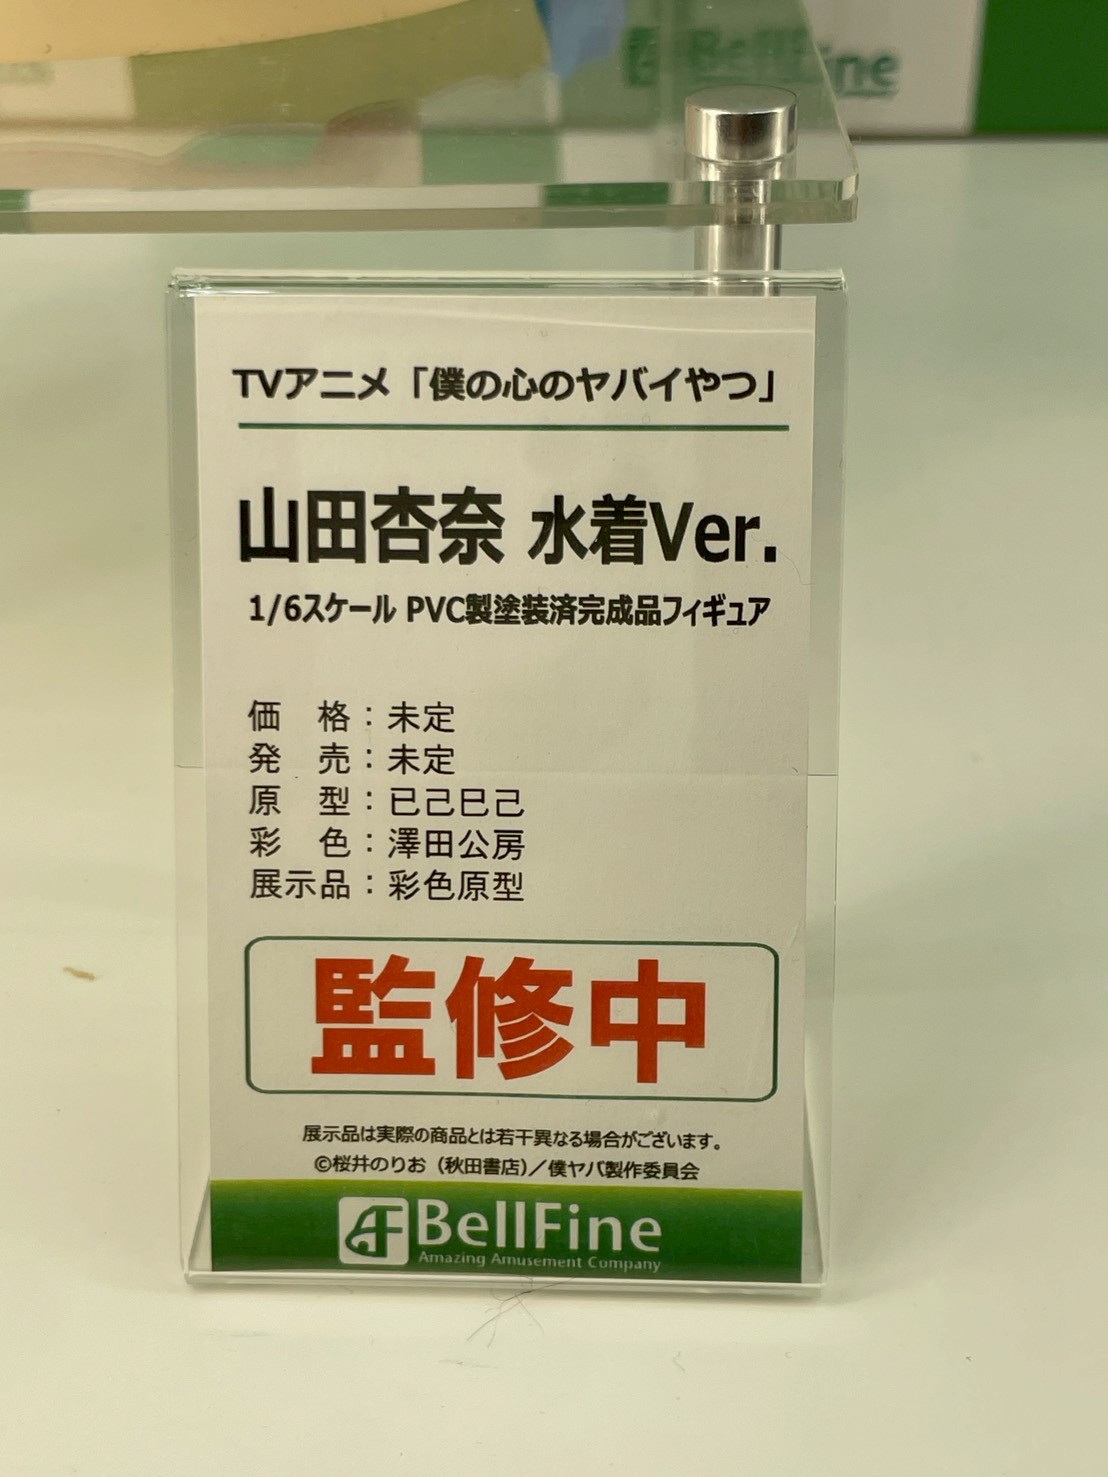 BellFine
TVアニメ「僕の心のヤバイやつ」
山田杏奈 水着Ver.
1/6スケール PVC製塗装済完成品フィギュア
価　格：未定
発　売：未定
原　型：已己巳己
彩　色：澤田公房
展示品：彩色原型
監修中
展示品は実際の商品とは若干異なる場合がございます。
©桜井のりお（秋田書店）／僕ヤバ製作委員会
BellFine
Amazing Amusement Company